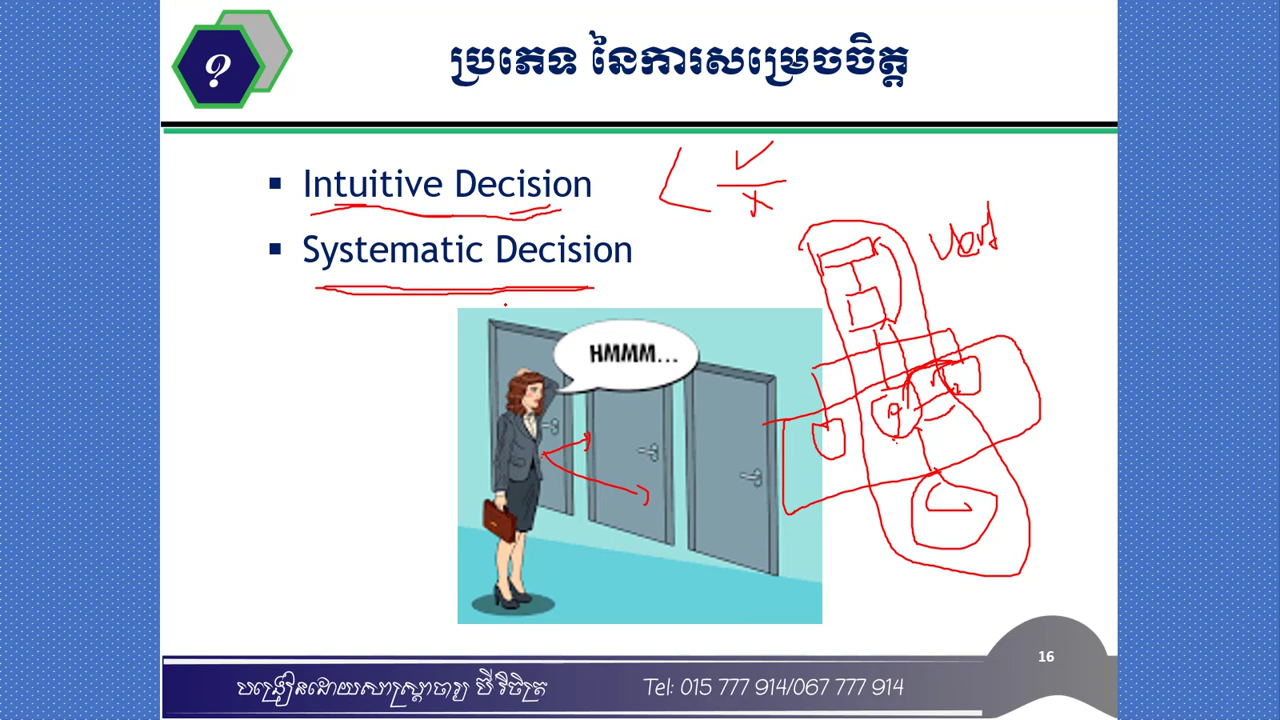 ?
ប្រភេទ នៃការសម្រេចចិត្ត
▪ Intuitive Decision
▪ Systematic Decision
HMMM...
16
បង្រៀនដោយសាស្ត្រាចារ្យ ប៊ី វិចិត្រ Tel: 015 777 914/067 777 914